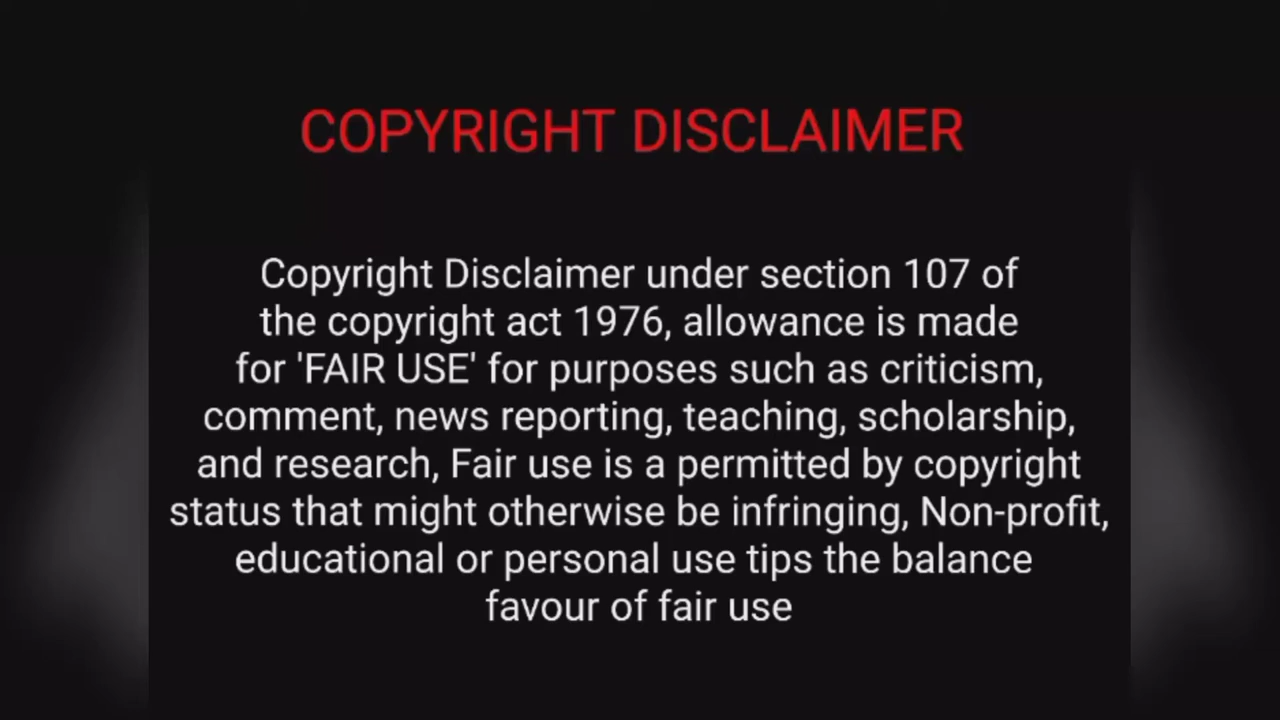 COPYRIGHT DISCLAIMER
Copyright Disclaimer under section 107 of
the copyright act 1976, allowance is made
for 'FAIR USE' for purposes such as criticism,
comment, news reporting, teaching, scholarship,
and research, Fair use is a permitted by copyright
status that might otherwise be infringing, Non-profit,
educational or personal use tips the balance
favour of fair use